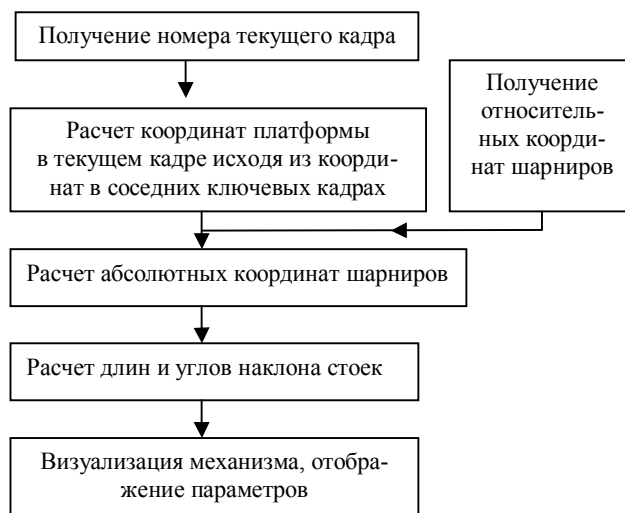 Получение номера текущего кадра
Получение
относитель-
ных коорди-
нат шарниров
Расчет координат платформы
в текущем кадре исходя из коорди-
нат в соседних ключевых кадрах
Расчет абсолютных координат шарниров
Расчет длин и углов наклона стоек
Визуализация механизма, отобра-
жение параметров